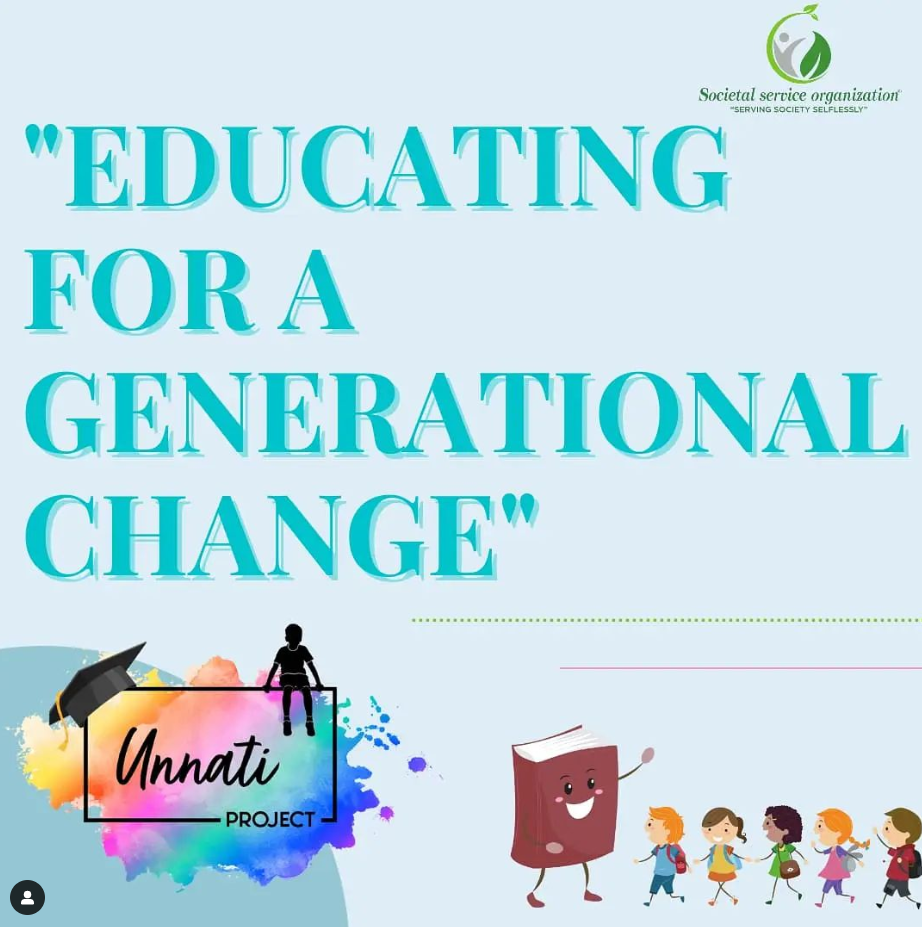 Societal service organization
"SERVING SOCIETY SELFLESSLY"
"EDUCATING
FOR A
GENERATIONAL
CHANGE"
Unnati
PROJECT